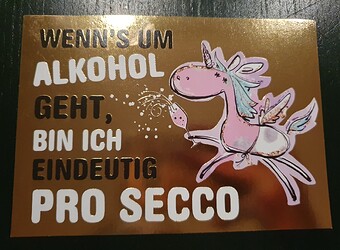 WENN'S UM
ALKOHOL
GEHT,
BIN ICH
EINDEUTIG
PRO SECCO